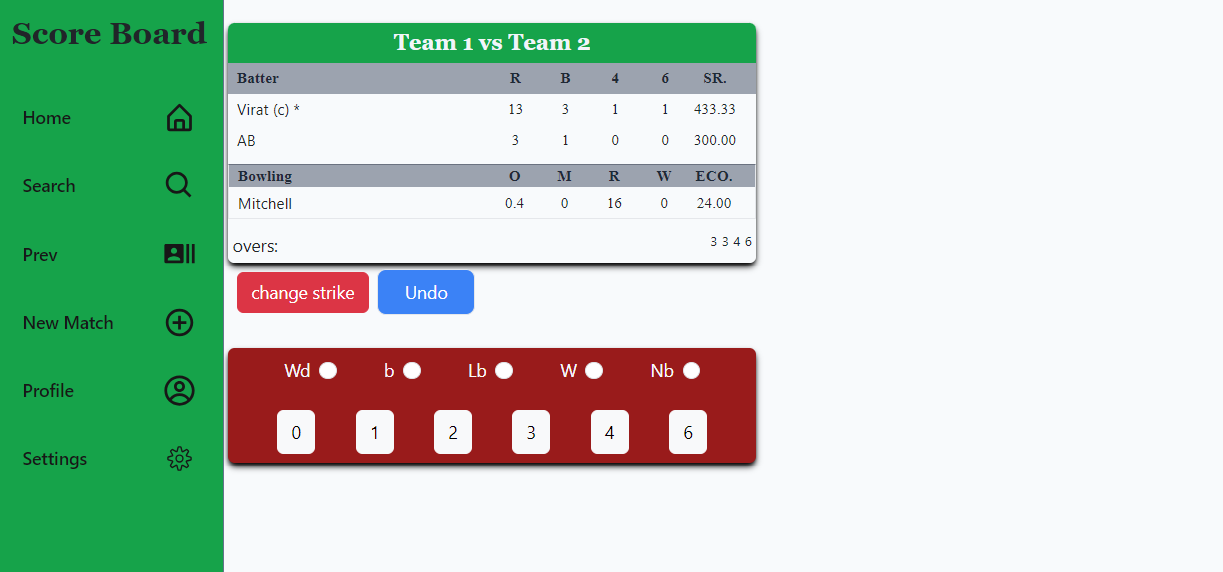 Score Board
Home
Search
Prev
New Match
Profile
Settings
Team 1 vs Team 2
Batter R B 4 6 SR.
Virat (c) * 13 3 1 1 433.33
AB 3 1 0 0 300.00
Bowling O M R W ECO.
Mitchell 0.4 0 16 0 24.00
overs: 3 3 4 6
change strike Undo
Wd b Lb W Nb
0 1 2 3 4 6